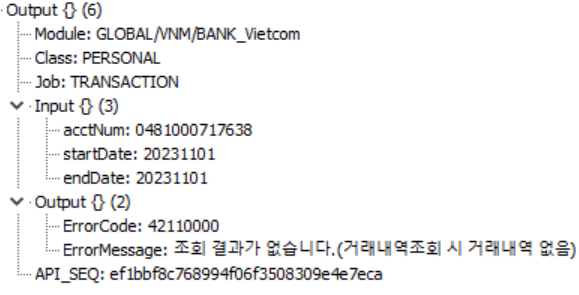 Output {} (6)
Module: GLOBAL/VNM/BANK_Vietcom
Class: PERSONAL
Job: TRANSACTION
Input {} (3)
acctNum: 0481000717638
startDate: 20231101
endDate: 20231101
Output {} (2)
ErrorCode: 42110000
ErrorMessage: 조회 결과가 없습니다.(거래내역조회 시 거래내역 없음)
API_SEQ: ef1bbf8c768994f06f3508309e4e7eca